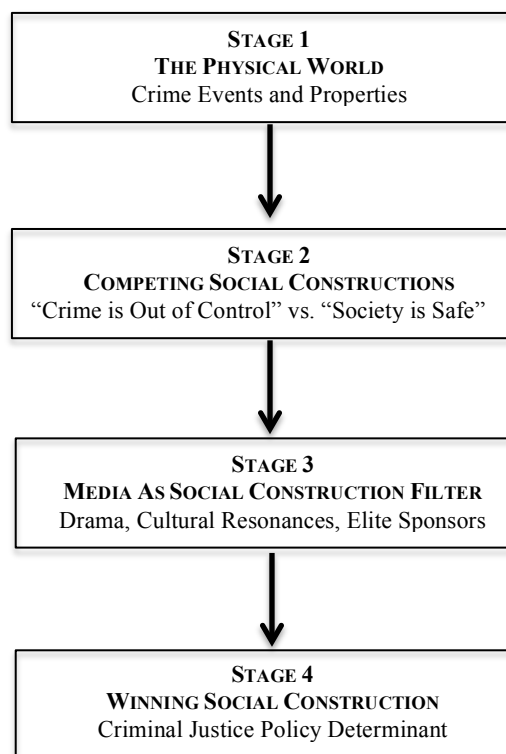 STAGE 1
THE PHYSICAL WORLD
Crime Events and Properties
STAGE 2
COMPETING SOCIAL CONSTRUCTIONS
“Crime is Out of Control” vs. “Society is Safe”
STAGE 3
MEDIA AS SOCIAL CONSTRUCTION FILTER
Drama, Cultural Resonances, Elite Sponsors
STAGE 4
WINNING SOCIAL CONSTRUCTION
Criminal Justice Policy Determinant